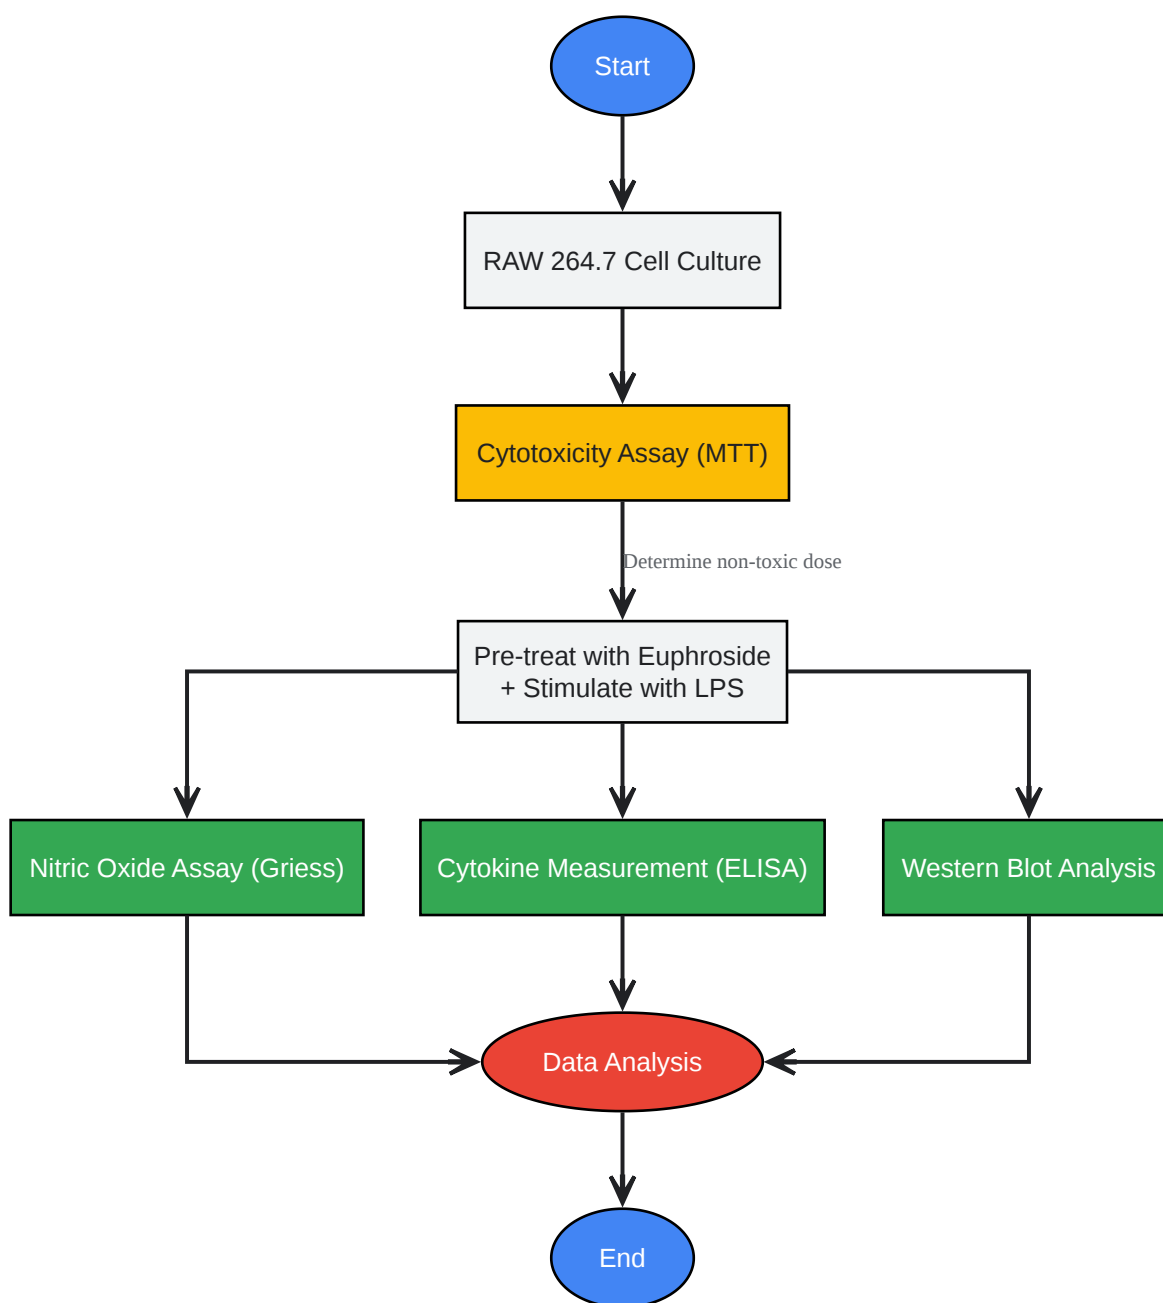 Start
RAW 264.7 Cell Culture
Cytotoxicity Assay (MTT)
Determine non-toxic dose
Pre-treat with Euphroside
+ Stimulate with LPS
Nitric Oxide Assay (Griess)
Cytokine Measurement (ELISA)
Western Blot Analysis
Data Analysis
End